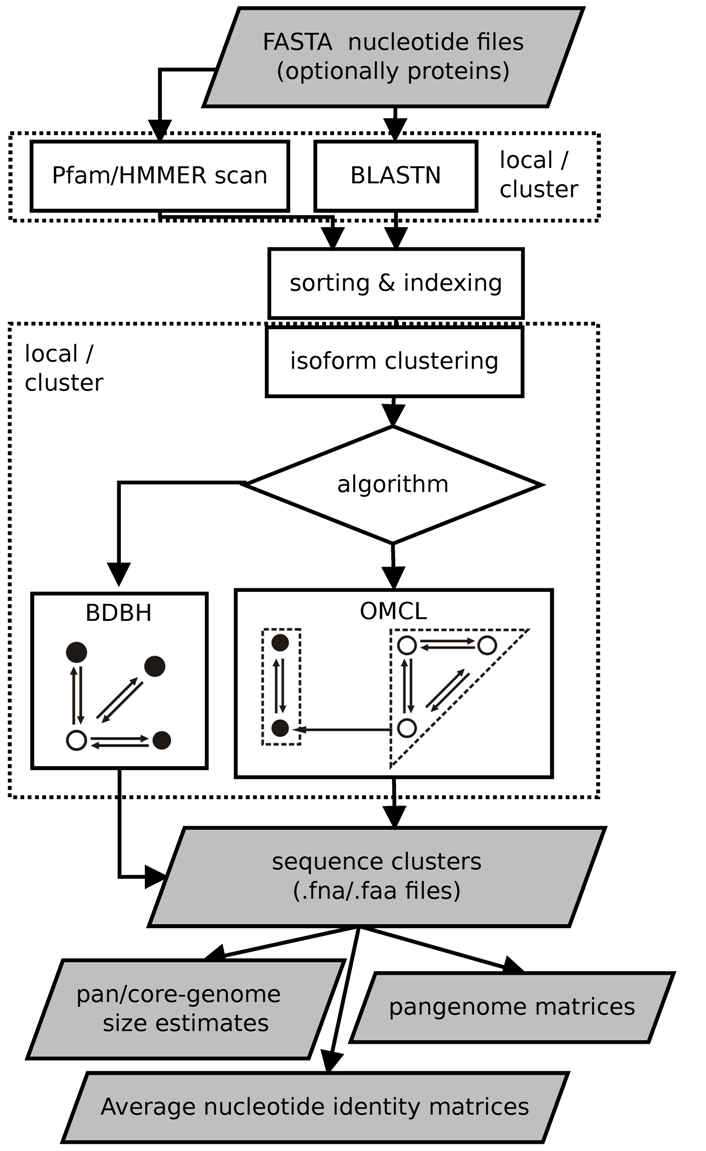 FASTA  nucleotide files
(optionally proteins)
Pfam/HMMER scan
BLASTN
local /
cluster
sorting & indexing
local /
cluster
isoform clustering
algorithm
BDBH
OMCL
sequence clusters
(.fna/.faa files)
pan/core-genome
size estimates
pangenome matrices
Average nucleotide identity matrices